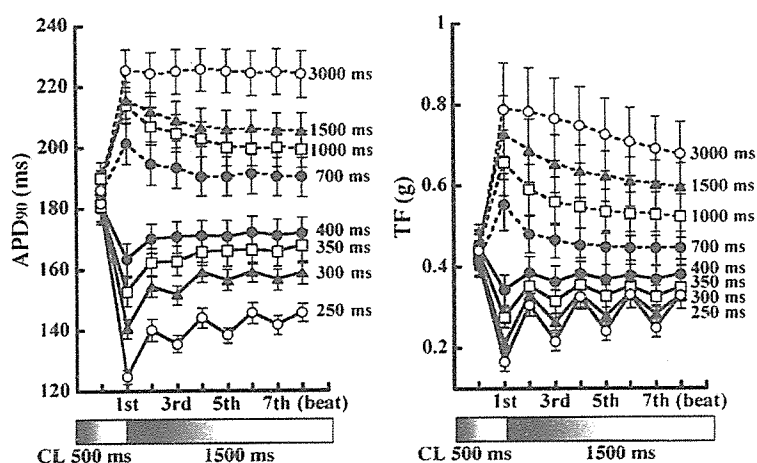 APD90 (ms)
240
220
200
180
160
140
120
3000 ms
1500 ms
1000 ms
700 ms
400 ms
350 ms
300 ms
250 ms
1st 3rd 5th 7th (beat)
CL 500 ms 1500 ms
TF (g)
1
0.8
0.6
0.4
0.2
3000 ms
1500 ms
1000 ms
700 ms
400 ms
350 ms
300 ms
250 ms
1st 3rd 5th 7th (beat)
CL 500 ms 1500 ms